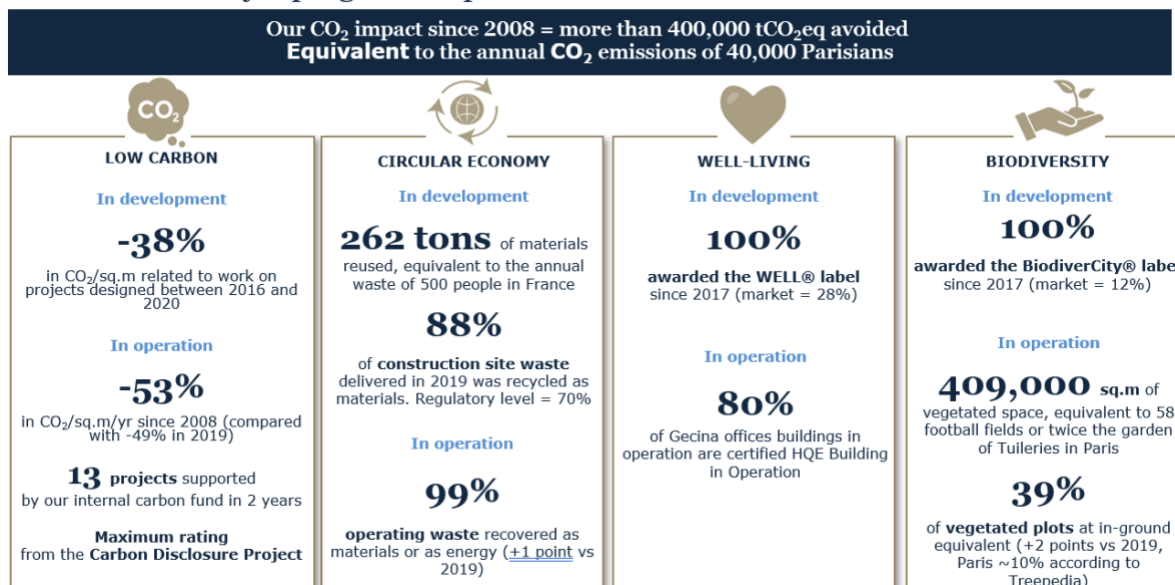 Our CO₂ impact since 2008 = more than 400,000 tCO₂eq avoided
Equivalent to the annual CO₂ emissions of 40,000 Parisians
CO₂
LOW CARBON
In development
-38%
in CO₂/sq.m related to work on
projects designed between 2016 and
2020
In operation
-53%
in CO₂/sq.m/yr since 2008 (compared
with -49% in 2019)
13 projects supported
by our internal carbon fund in 2 years
Maximum rating
from the Carbon Disclosure Project
CIRCULAR ECONOMY
In development
262 tons of materials
reused, equivalent to the annual
waste of 500 people in France
88%
of construction site waste
delivered in 2019 was recycled as
materials. Regulatory level = 70%
In operation
99%
operating waste recovered as
materials or as energy (+1 point vs
2019)
WELL-LIVING
In development
100%
awarded the WELL® label
since 2017 (market = 28%)
In operation
80%
of Gecina offices buildings in
operation are certified HQE Building
in Operation
BIODIVERSITY
In development
100%
awarded the BiodiverCity® label
since 2017 (market = 12%)
In operation
409,000 sq.m of
vegetated space, equivalent to 58
football fields or twice the garden
of Tuileries in Paris
39%
of vegetated plots at in-ground
equivalent (+2 points vs 2019,
Paris ~10% according to
Treepedia)